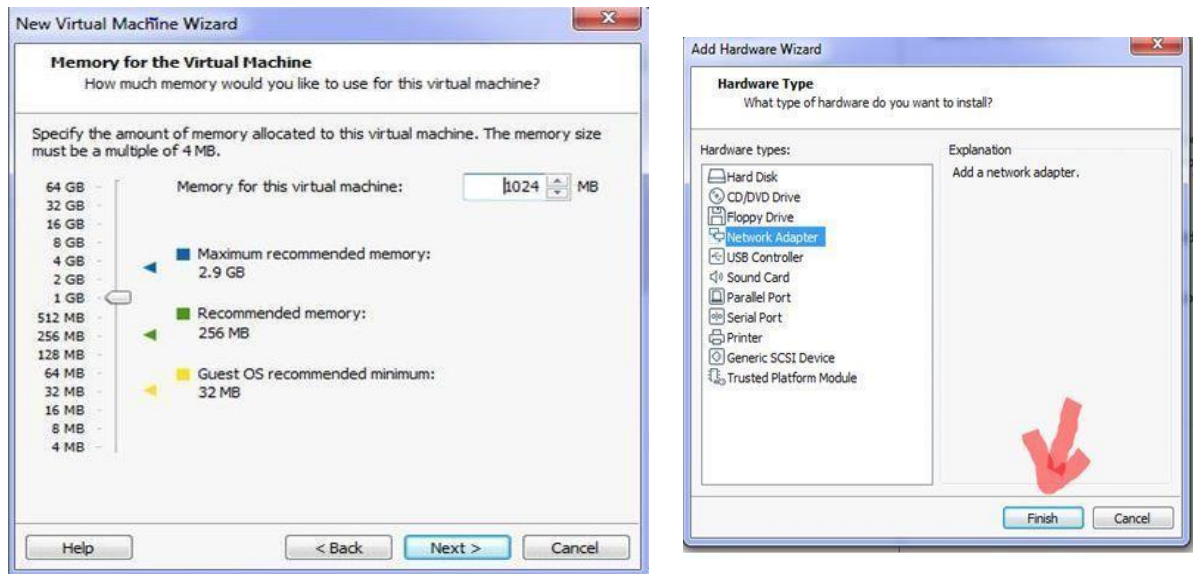 New Virtual Machine Wizard
Memory for the Virtual Machine
How much memory would you like to use for this virtual machine?
Specify the amount of memory allocated to this virtual machine. The memory size
must be a multiple of 4 MB.
64 GB
32 GB
16 GB
8 GB
4 GB
2 GB
1 GB
512 MB
256 MB
128 MB
64 MB
32 MB
16 MB
8 MB
4 MB
Memory for this virtual machine: 1024 MB
Maximum recommended memory:
2.9 GB
Recommended memory:
256 MB
Guest OS recommended minimum:
32 MB
Help < Back Next > Cancel
Add Hardware Wizard
Hardware Type
What type of hardware do you want to install?
Hardware types:
Hard Disk
CD/DVD Drive
Floppy Drive
Network Adapter
USB Controller
Sound Card
Parallel Port
Serial Port
Printer
Generic SCSI Device
Trusted Platform Module
Explanation
Add a network adapter.
Finish Cancel